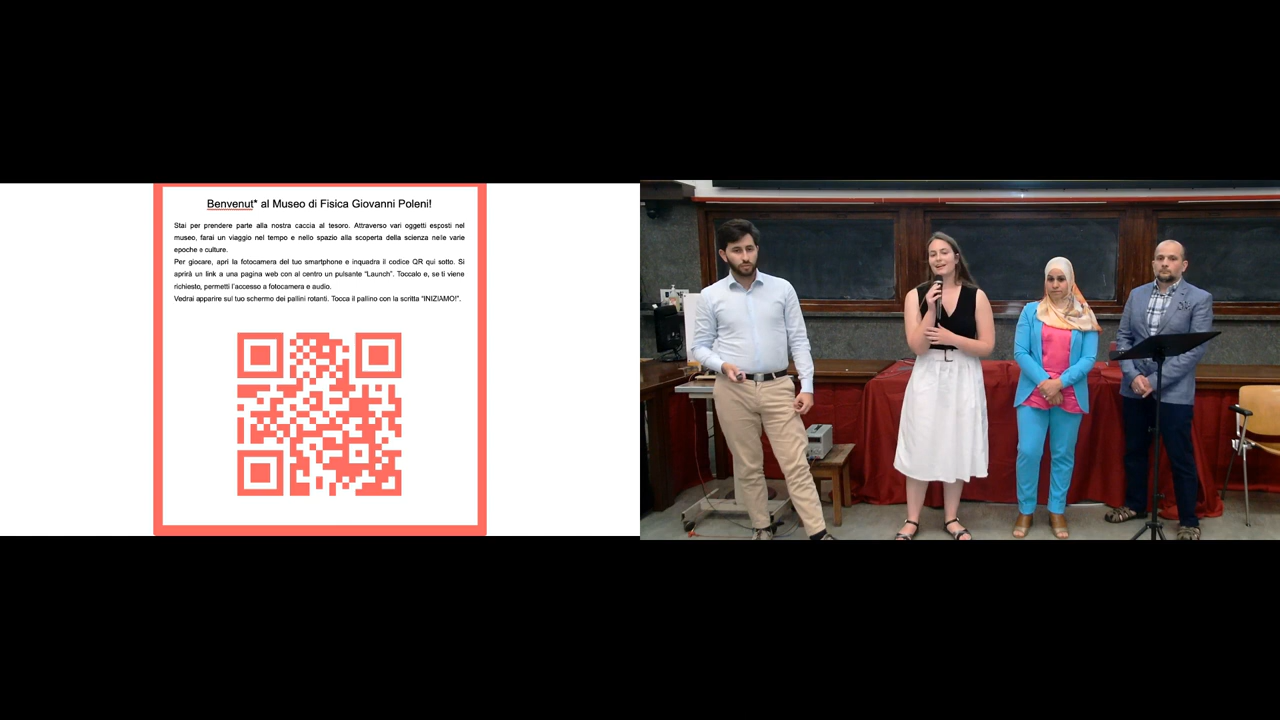 Benvenut* al Museo di Fisica Giovanni Poleni!
Stai per prendere parte alla nostra caccia al tesoro. Attraverso vari oggetti esposti nel
museo, farai un viaggio nel tempo e nello spazio alla scoperta della scienza nelle varie
epoche e culture.
Per giocare, apri la fotocamera del tuo smartphone e inquadra il codice QR qui sotto. Si
aprirà un link a una pagina web con al centro un pulsante “Launch”. Toccalo e, se ti viene
richiesto, permetti l’accesso a fotocamera e audio.
Vedrai apparire sul tuo schermo dei pallini rotanti. Tocca il pallino con la scritta “INIZIAMO!”.